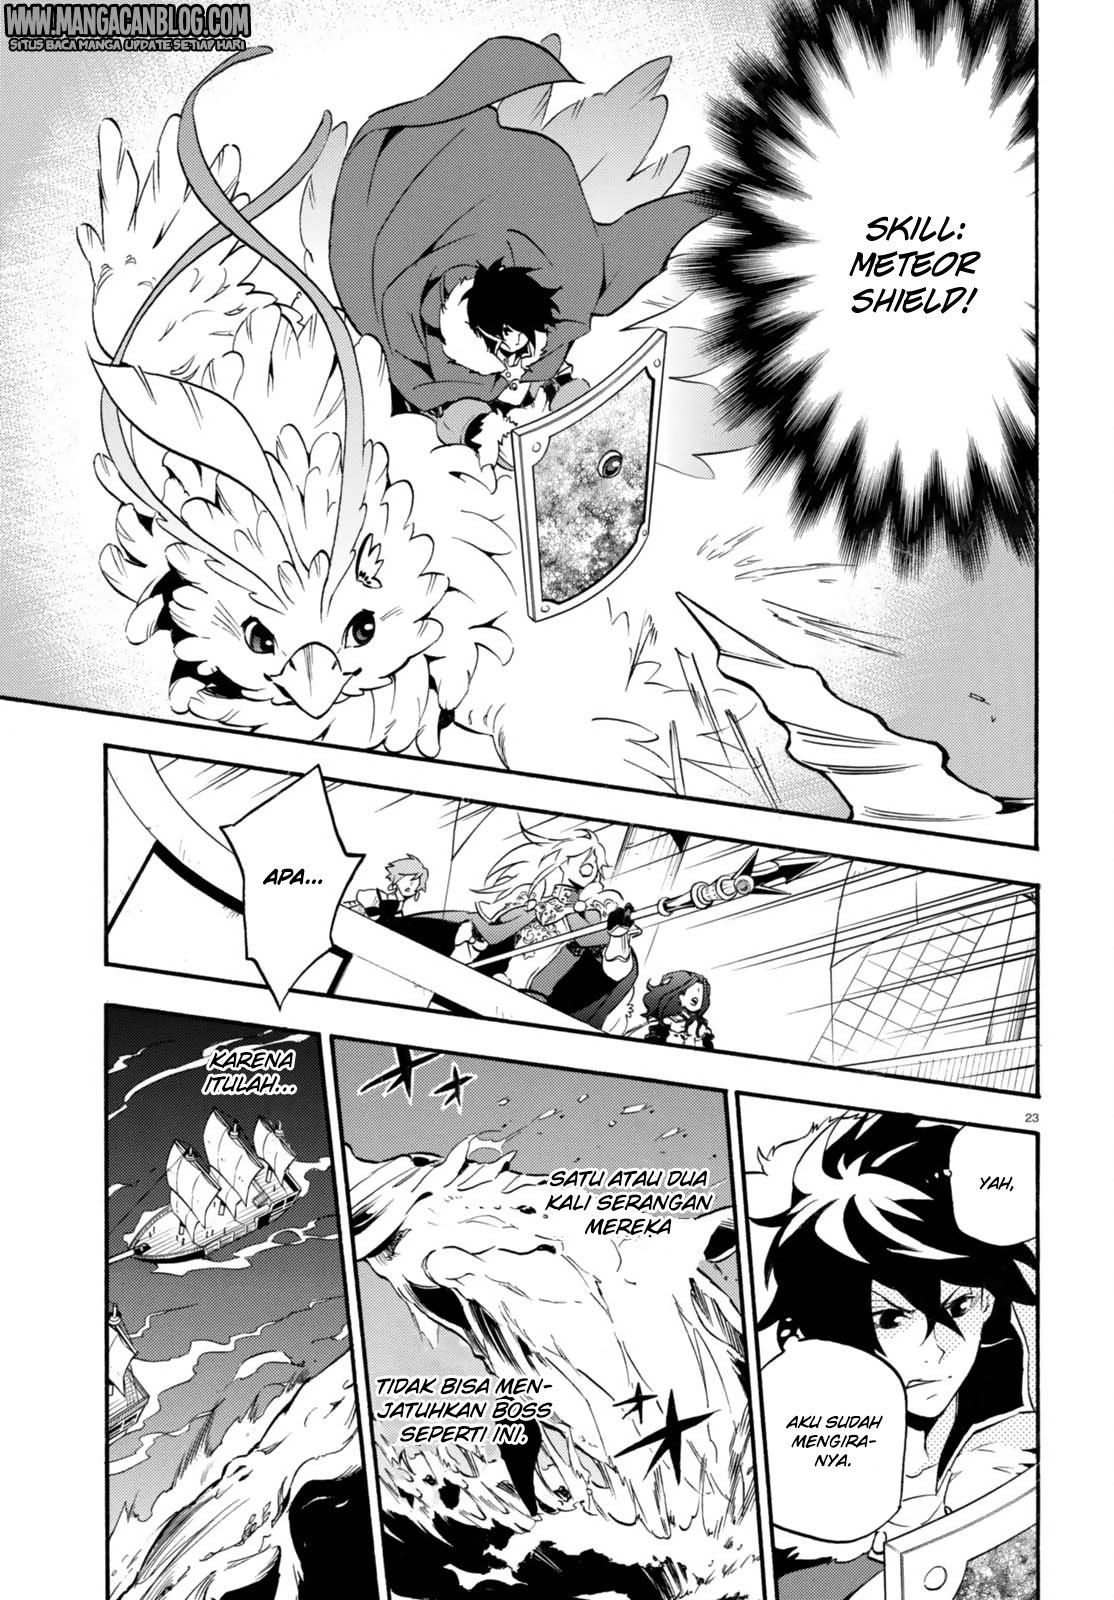 WWW.MANGACANBLOG.COM
SITUS BACA MANGA UPDATE SETIAP HARI
SKILL:
METEOR
SHIELD!
APA...
23
YAH,
AKU SUDAH
MENGIRA-
NYA.
SATU ATAU DUA
KALI SERANGAN
MEREKA
TIDAK BISA MEN-
JATUHKAN BOSS
SEPERTI INI.
KARENA
ITULAH...